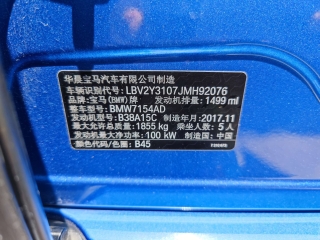 华晨宝马汽车有限公司制造
车辆识别代号: LBV2Y3107JMH92076
品牌: 宝马(BMW)牌 发动机排量: 1499 ml
整车型号: BMW7154AD
发动机型号: B38A15C 制造年月: 2017.11
最大允许总质量: 1855 kg 乘坐人数: 5 人
发动机最大净功率: 100 kW 制造国: 中国
颜色代码/色图: B45